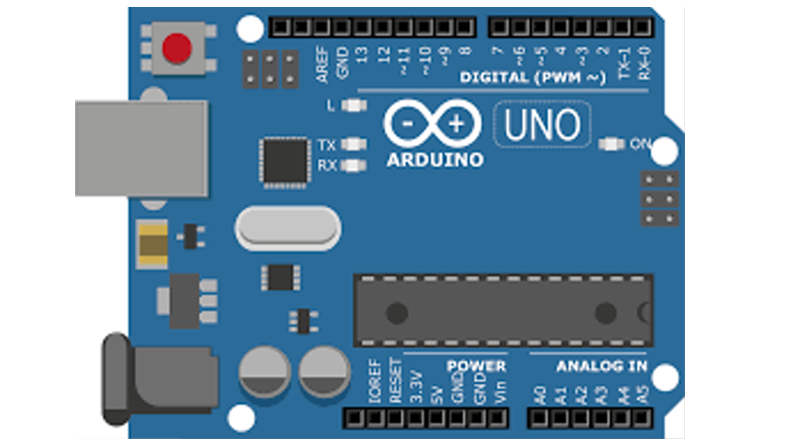 AREF
GND
13
12
~11
~10
~9
8
7
~6
~5
4
~3
2
TX-1
RX-0
DIGITAL (PWM ~)
L
- +
UNO
TX
RX
ARDUINO
ON
POWER
ANALOG IN
IOREF
RESET
3.3V
5V
GND
GND
Vin
A0
A1
A2
A3
A4
A5